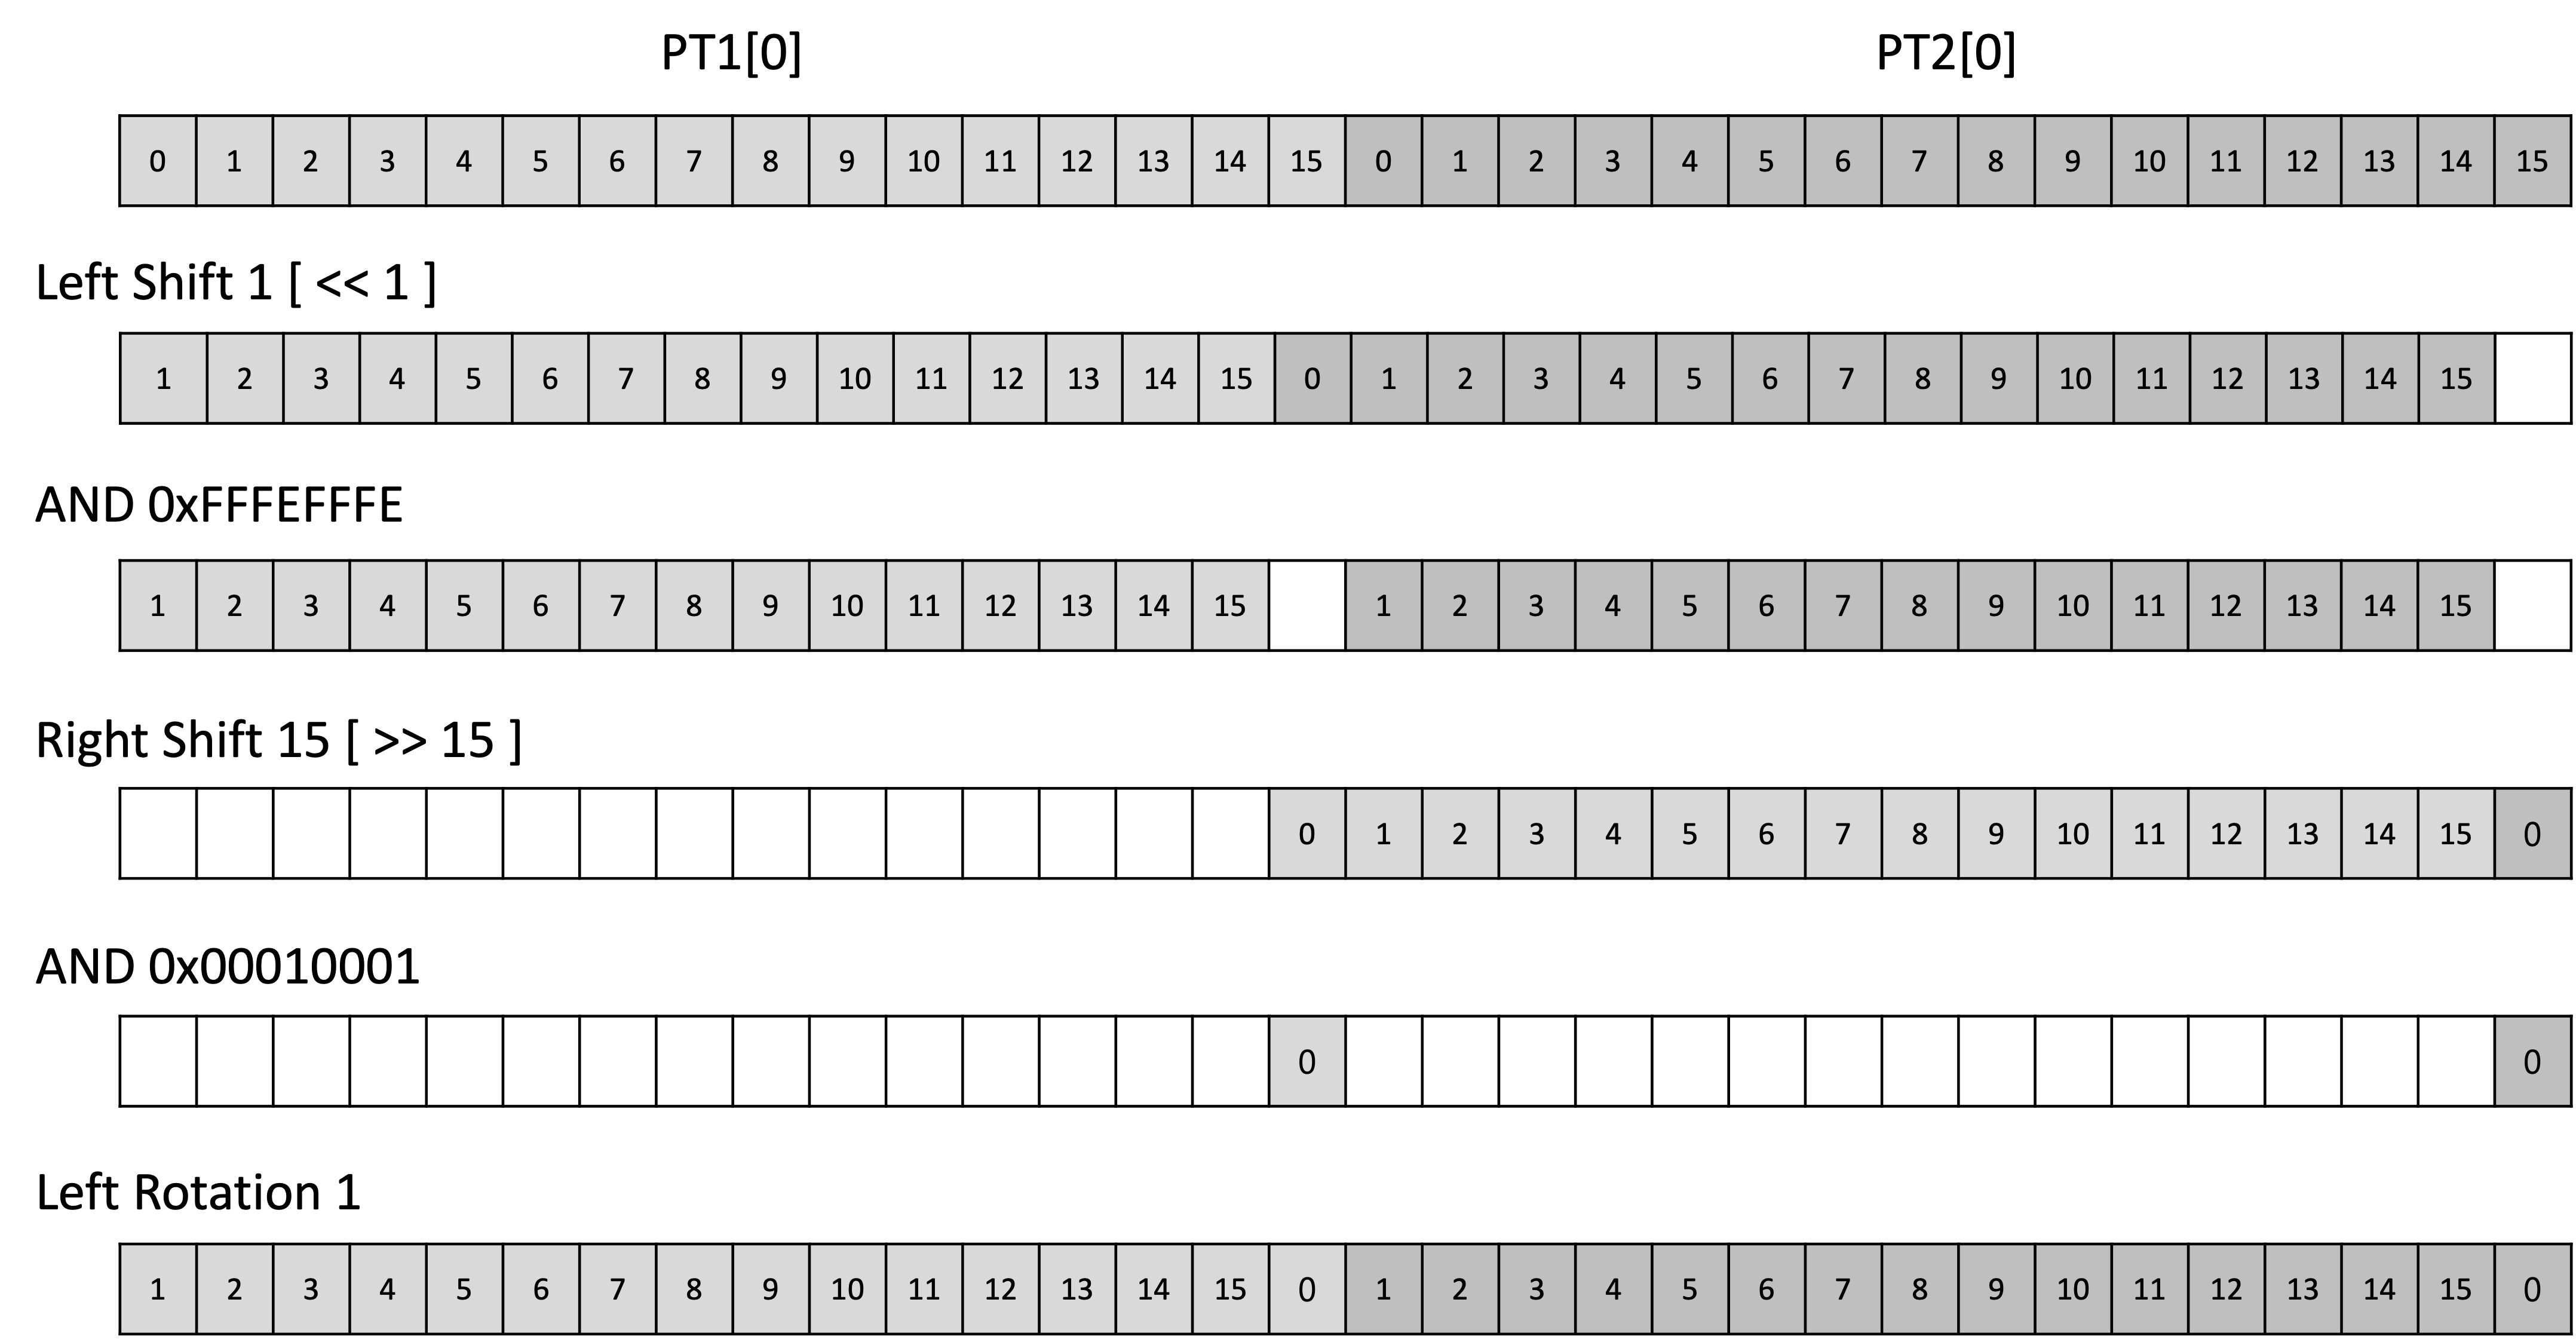 PT1[0] PT2[0]
0 1 2 3 4 5 6 7 8 9 10 11 12 13 14 15 0 1 2 3 4 5 6 7 8 9 10 11 12 13 14 15
Left Shift 1 [ << 1 ]
1 2 3 4 5 6 7 8 9 10 11 12 13 14 15 0 1 2 3 4 5 6 7 8 9 10 11 12 13 14 15
AND 0xFFFEFFFE
1 2 3 4 5 6 7 8 9 10 11 12 13 14 15 1 2 3 4 5 6 7 8 9 10 11 12 13 14 15
Right Shift 15 [ >> 15 ]
0 1 2 3 4 5 6 7 8 9 10 11 12 13 14 15 0
AND 0x00010001
0 0
Left Rotation 1
1 2 3 4 5 6 7 8 9 10 11 12 13 14 15 0 1 2 3 4 5 6 7 8 9 10 11 12 13 14 15 0